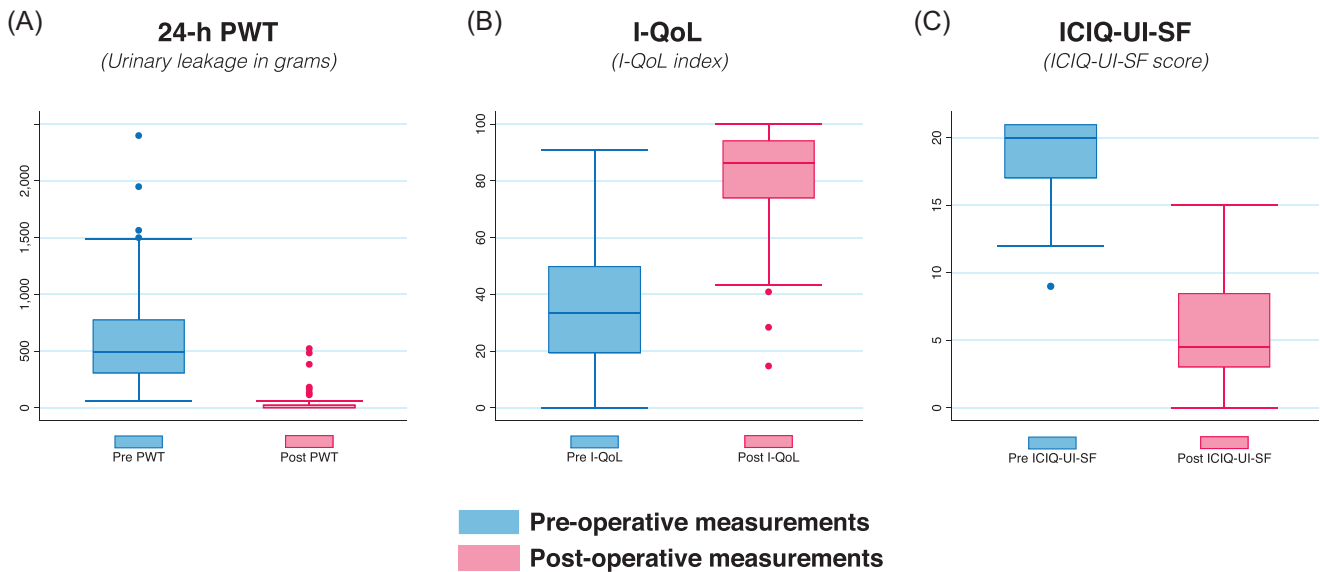 (A)
24-h PWT
(Urinary leakage in grams)
2,000
1,500
1,000
500
0
Pre PWT
Post PWT
(B)
I-QoL
(I-QoL index)
100
80
60
40
20
0
Pre I-QoL
Post I-QoL
(C)
ICIQ-UI-SF
(ICIQ-UI-SF score)
20
15
10
5
0
Pre ICIQ-UI-SF
Post ICIQ-UI-SF
Pre-operative measurements
Post-operative measurements